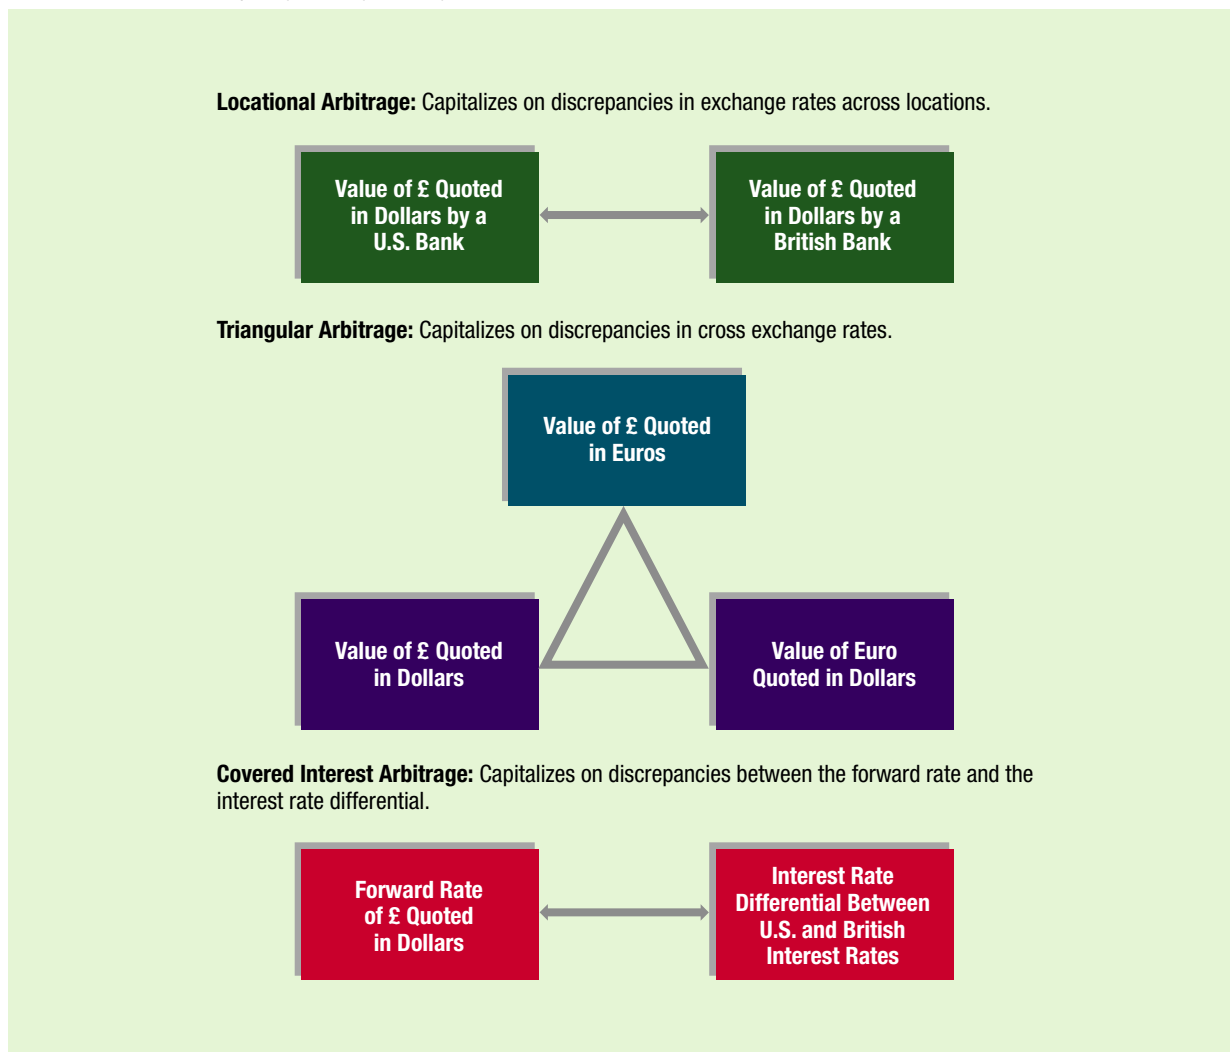 Locational Arbitrage: Capitalizes on discrepancies in exchange rates across locations.
Value of £ Quoted
in Dollars by a
U.S. Bank
Value of £ Quoted
in Dollars by a
British Bank
Triangular Arbitrage: Capitalizes on discrepancies in cross exchange rates.
Value of £ Quoted
in Euros
Value of £ Quoted
in Dollars
Value of Euro
Quoted in Dollars
Covered Interest Arbitrage: Capitalizes on discrepancies between the forward rate and the
interest rate differential.
Forward Rate
of £ Quoted
in Dollars
Interest Rate
Differential Between
U.S. and British
Interest Rates